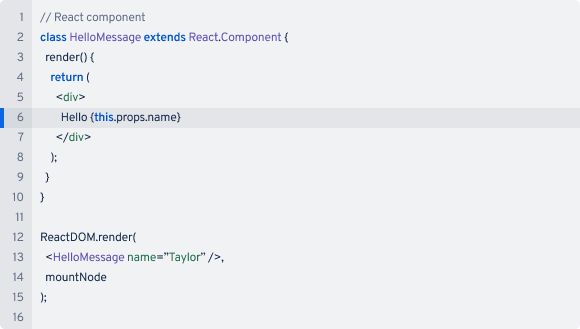 1 // React component
2 class HelloMessage extends React.Component {
3 render() {
4 return (
5 <div>
6 Hello {this.props.name}
7 </div>
8 );
9 }
10 }
11
12 ReactDOM.render(
13 <HelloMessage name=”Taylor” />,
14 mountNode
15 );
16